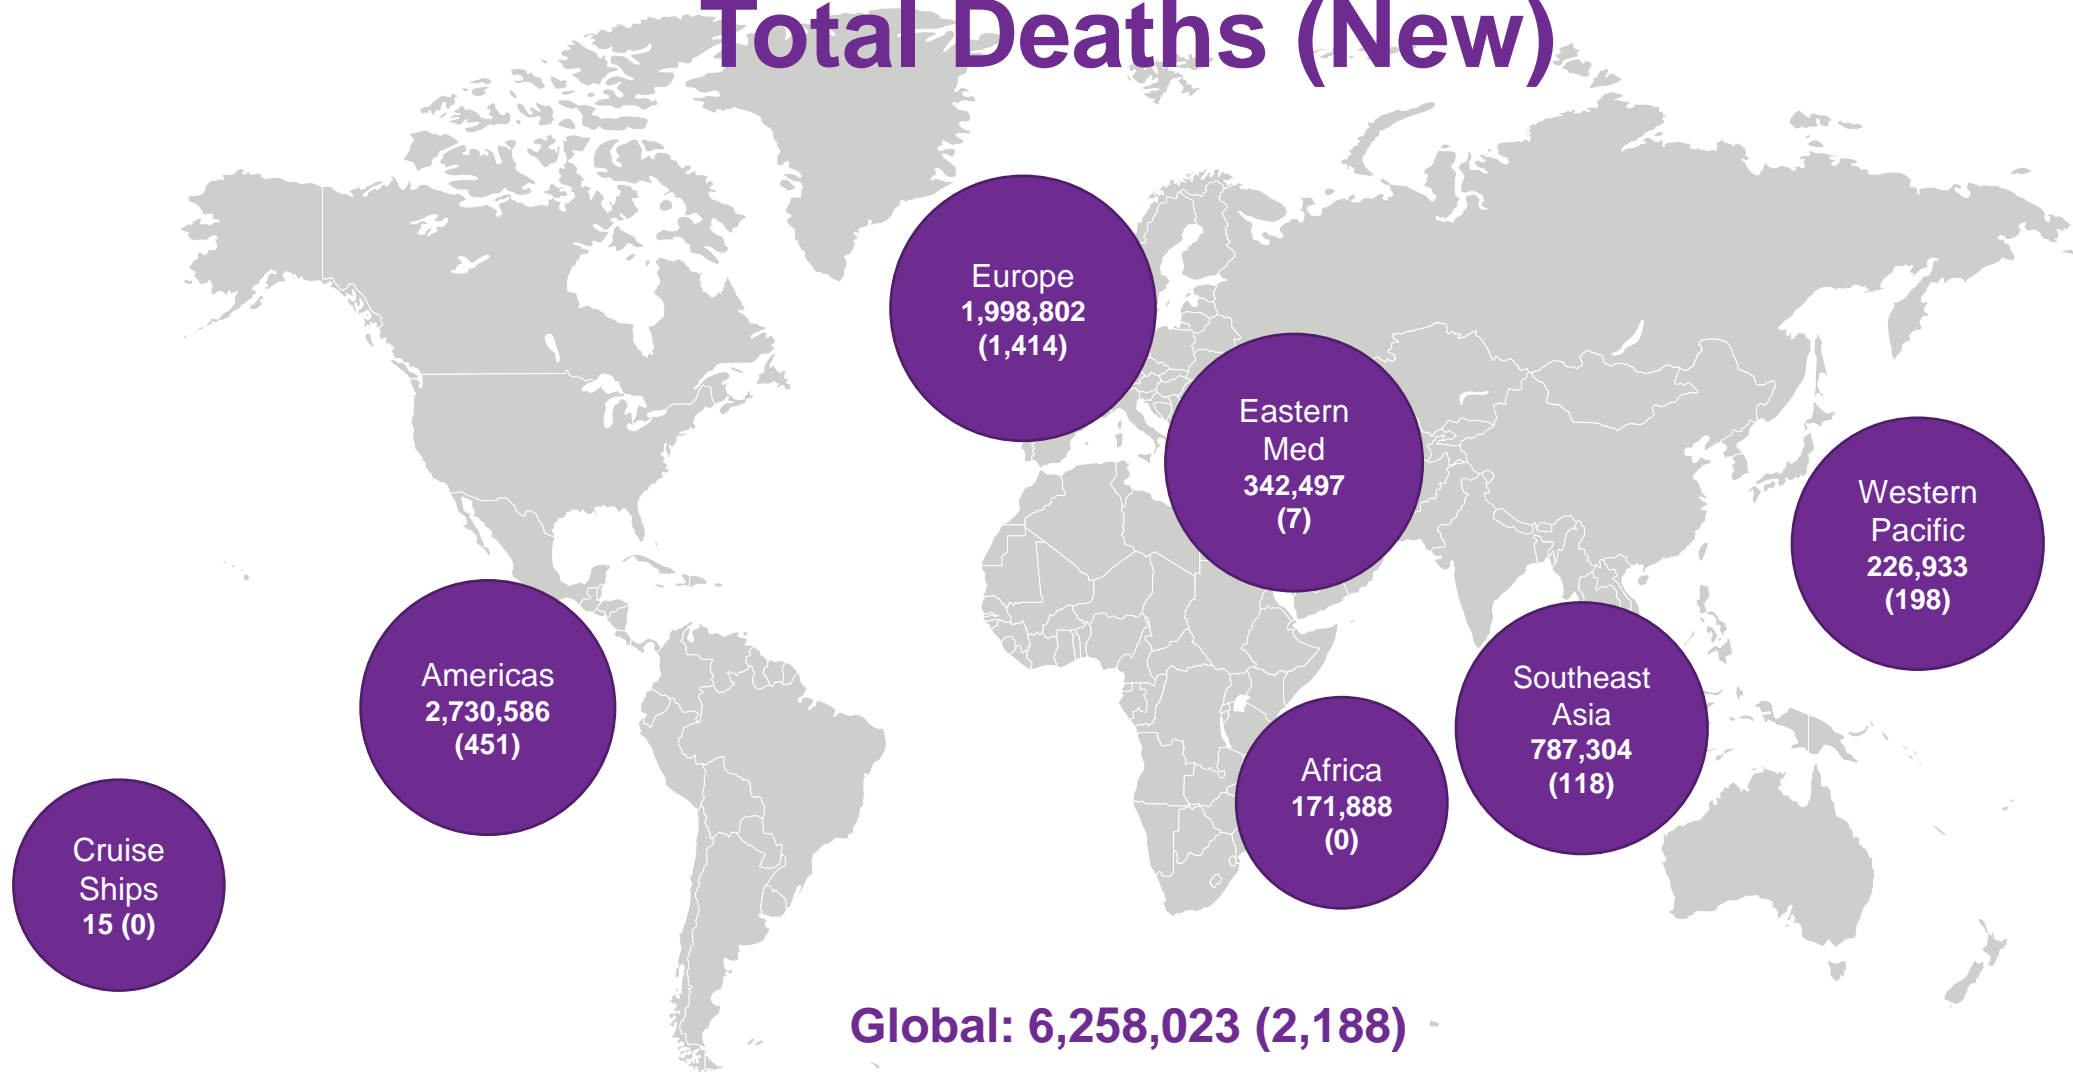 Total Deaths (New)
Europe
1,998,802
(1,414)
Eastern
Med
342,497
(7)
Western
Pacific
226,933
(198)
Americas
2,730,586
(451)
Southeast
Asia
787,304
(118)
Africa
171,888
(0)
Cruise
Ships
15 (0)
Global: 6,258,023 (2,188)